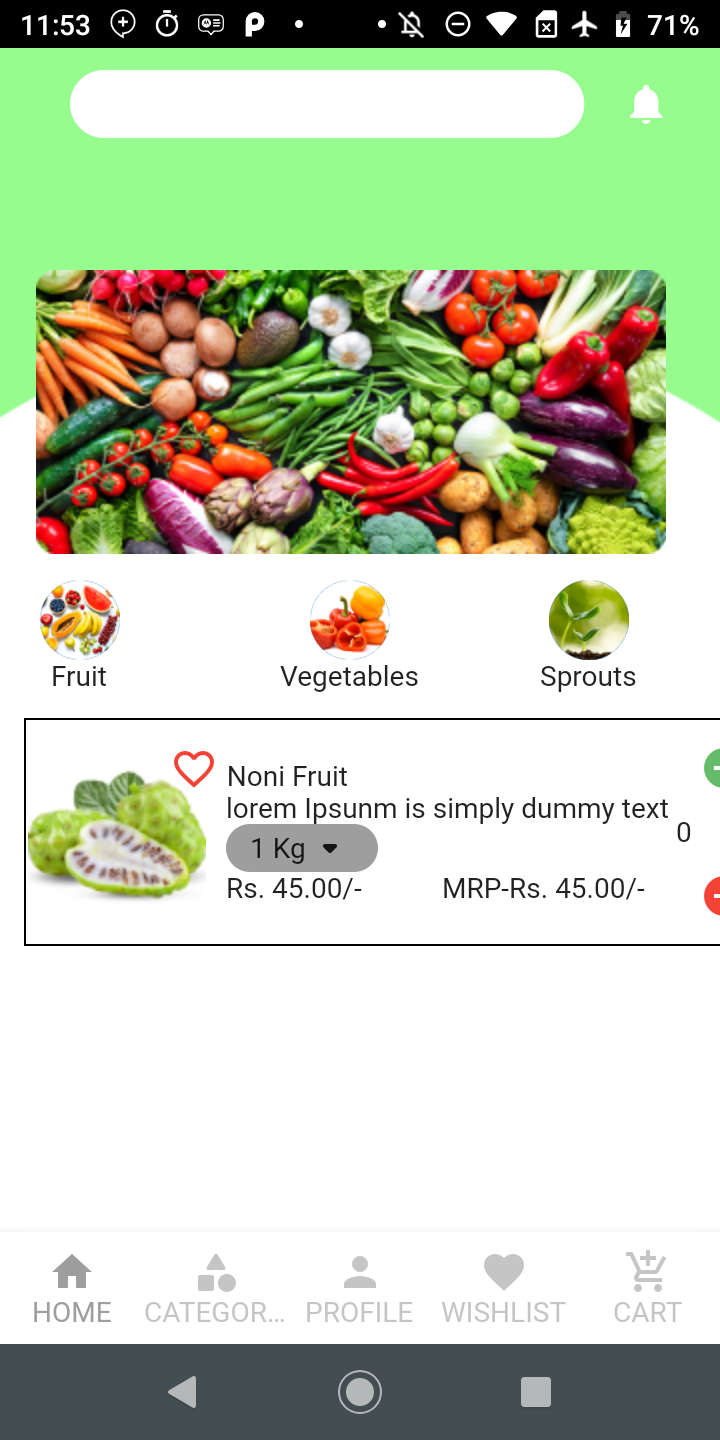 11:53 71%
Fruit Vegetables Sprouts
Noni Fruit
lorem Ipsunm is simply dummy text
0
1 Kg
Rs. 45.00/- MRP-Rs. 45.00/-
HOME CATEGOR... PROFILE WISHLIST CART